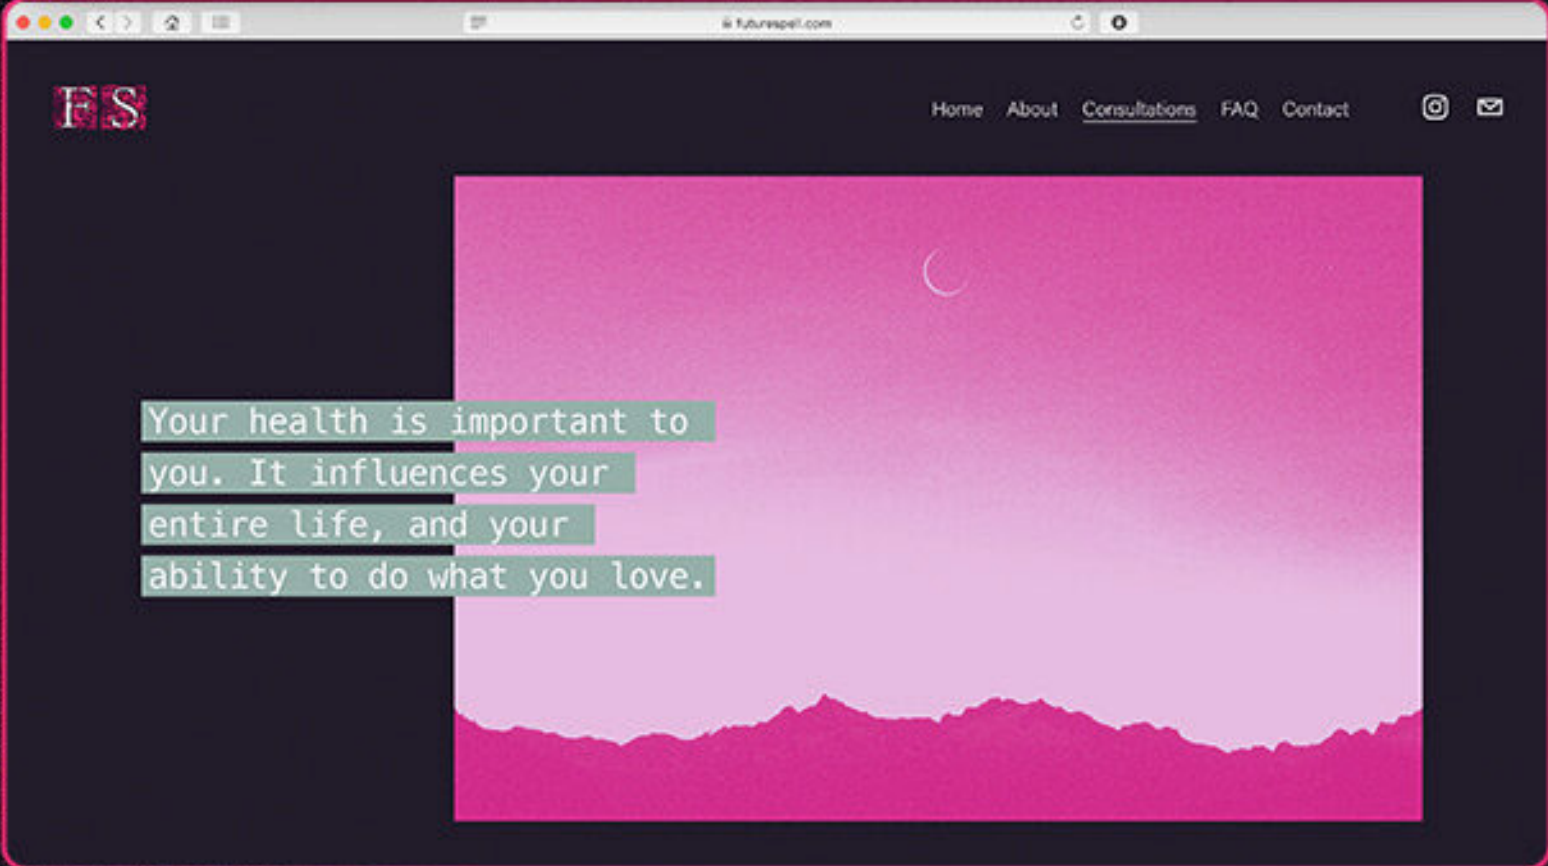 futurespell.com
FS
Home About Consultations FAQ Contact
Your health is important to
you. It influences your
entire life, and your
ability to do what you love.